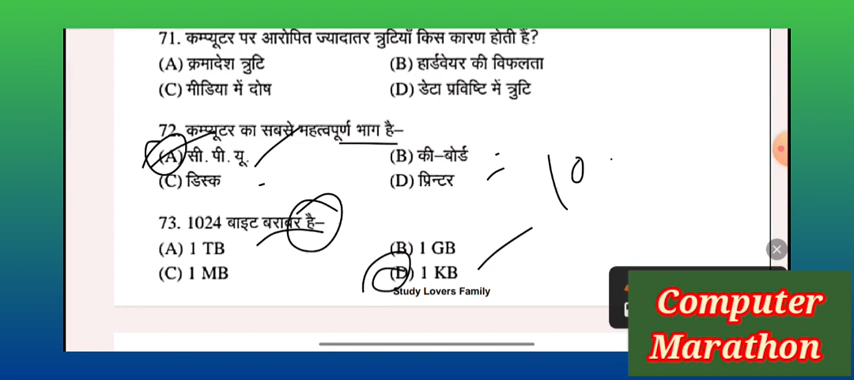 71. कम्प्यूटर पर आरोपित ज्यादातर त्रुटियाँ किस कारण होती हैं?
(A) क्रमादेश त्रुटि (B) हार्डवेयर की विफलता
(C) मीडिया में दोष (D) डेटा प्रविष्टि में त्रुटि
72. कम्प्यूटर का सबसे महत्वपूर्ण भाग है–
(A) सी. पी. यू. (B) की–बोर्ड
(C) डिस्क (D) प्रिन्टर
10
73. 1024 बाइट बराबर है–
(A) 1 TB (B) 1 GB
(C) 1 MB (D) 1 KB
Study Lovers Family
Computer
Marathon